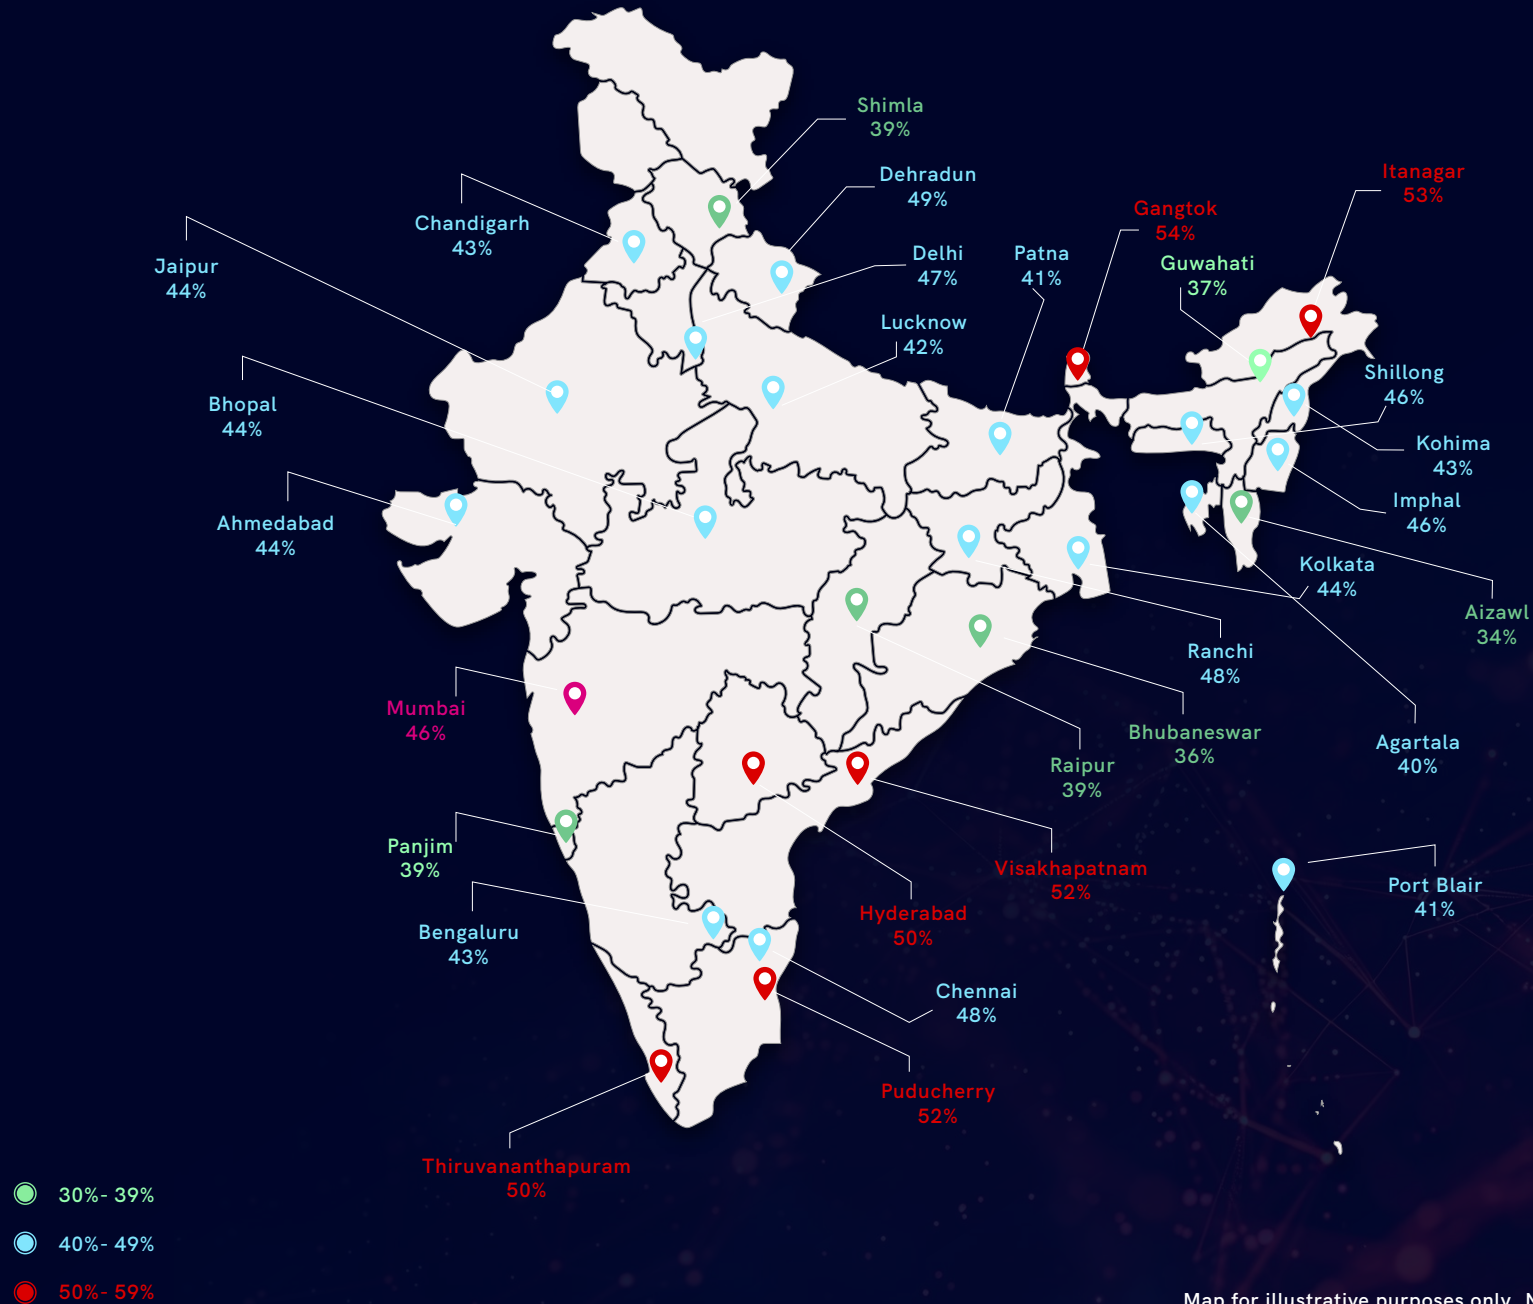 Shimla
39%
Itanagar
53%
Dehradun
49%
Gangtok
54%
Chandigarh
43%
Delhi
47%
Patna
41%
Guwahati
37%
Jaipur
44%
Lucknow
42%
Shillong
46%
Bhopal
44%
Kohima
43%
Imphal
46%
Ahmedabad
44%
Kolkata
44%
Aizawl
34%
Ranchi
48%
Mumbai
46%
Bhubaneswar
36%
Agartala
40%
Raipur
39%
Panjim
39%
Visakhapatnam
52%
Port Blair
41%
Hyderabad
50%
Bengaluru
43%
Chennai
48%
Puducherry
52%
Thiruvananthapuram
50%
30%- 39%
40%- 49%
50%- 59%
Map for illustrative purposes only.